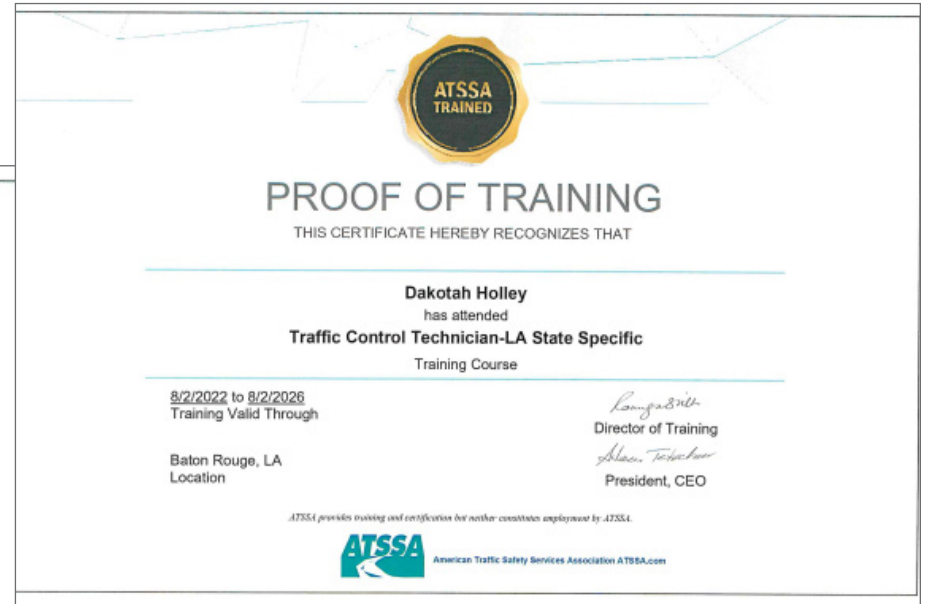 ATSSA
TRAINED
PROOF OF TRAINING
THIS CERTIFICATE HEREBY RECOGNIZES THAT
Dakotah Holley
has attended
Traffic Control Technician-LA State Specific
Training Course
8/2/2022 to 8/2/2026
Training Valid Through
Director of Training
Baton Rouge, LA
Location
President, CEO
ATSSA provides training and certification but neither constitutes employment by ATSSA.
ATSSA
American Traffic Safety Services Association ATSSA.com